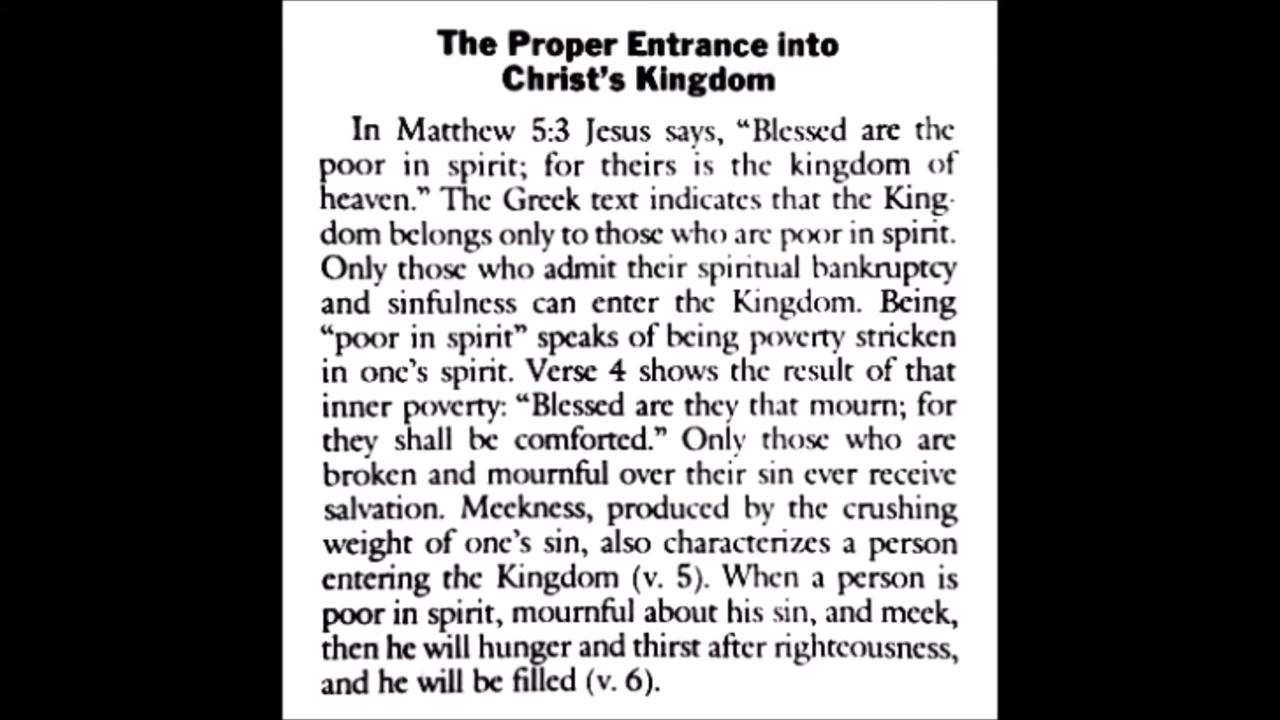 The Proper Entrance into
Christ's Kingdom
In Matthew 5:3 Jesus says, “Blessed are the
poor in spirit; for theirs is the kingdom of
heaven.” The Greek text indicates that the King-
dom belongs only to those who are poor in spirit.
Only those who admit their spiritual bankruptcy
and sinfulness can enter the Kingdom. Being
“poor in spirit” speaks of being poverty stricken
in one's spirit. Verse 4 shows the result of that
inner poverty: “Blessed are they that mourn; for
they shall be comforted.” Only those who are
broken and mournful over their sin ever receive
salvation. Meekness, produced by the crushing
weight of one's sin, also characterizes a person
entering the Kingdom (v. 5). When a person is
poor in spirit, mournful about his sin, and meek,
then he will hunger and thirst after righteousness,
and he will be filled (v. 6).